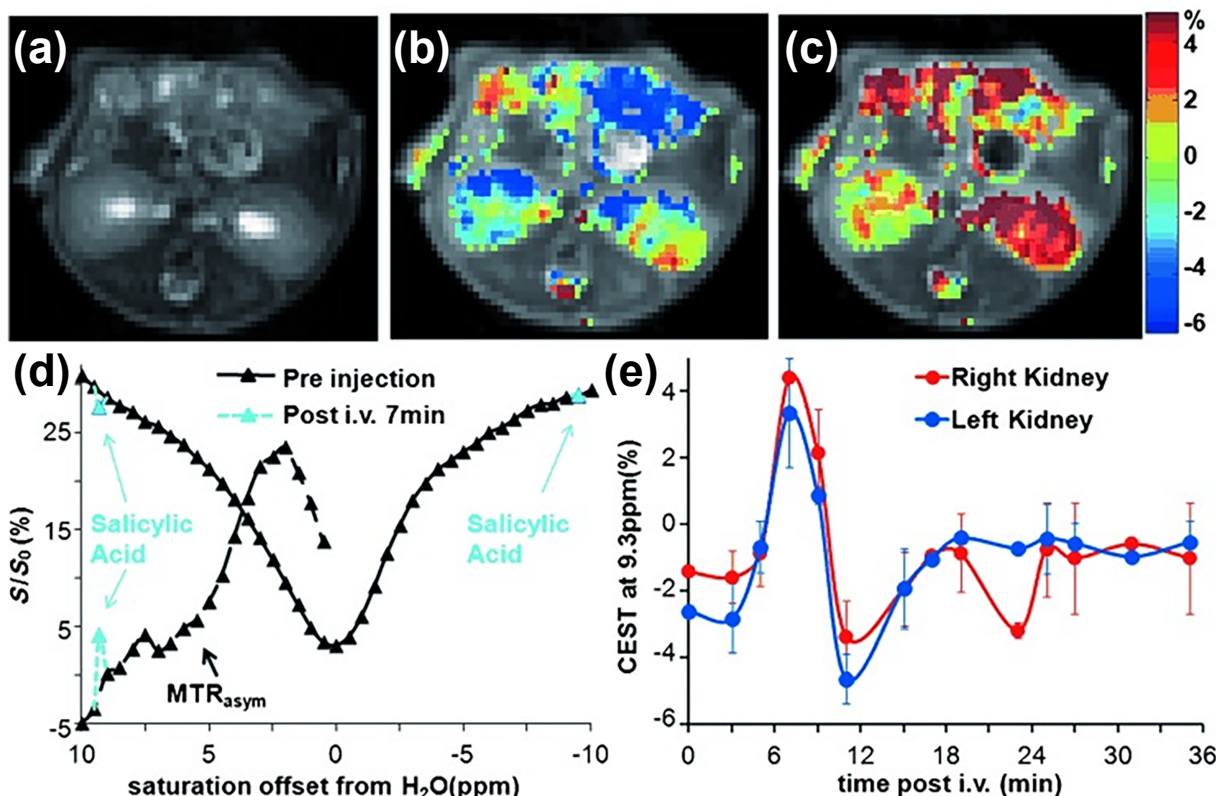 (a)
(b)
(c)
%
4
2
0
-2
-4
-6
(d)
Pre injection
Post i.v. 7min
25
15
5
-5
S/S0(%)
Salicylic
Acid
Salicylic
Acid
MTRasym
10
5
0
-5
-10
saturation offset from H2O(ppm)
(e)
Right Kidney
Left Kidney
4
2
0
-2
-4
-6
CEST at 9.3ppm(%)
0
6
12
18
24
30
36
time post i.v. (min)